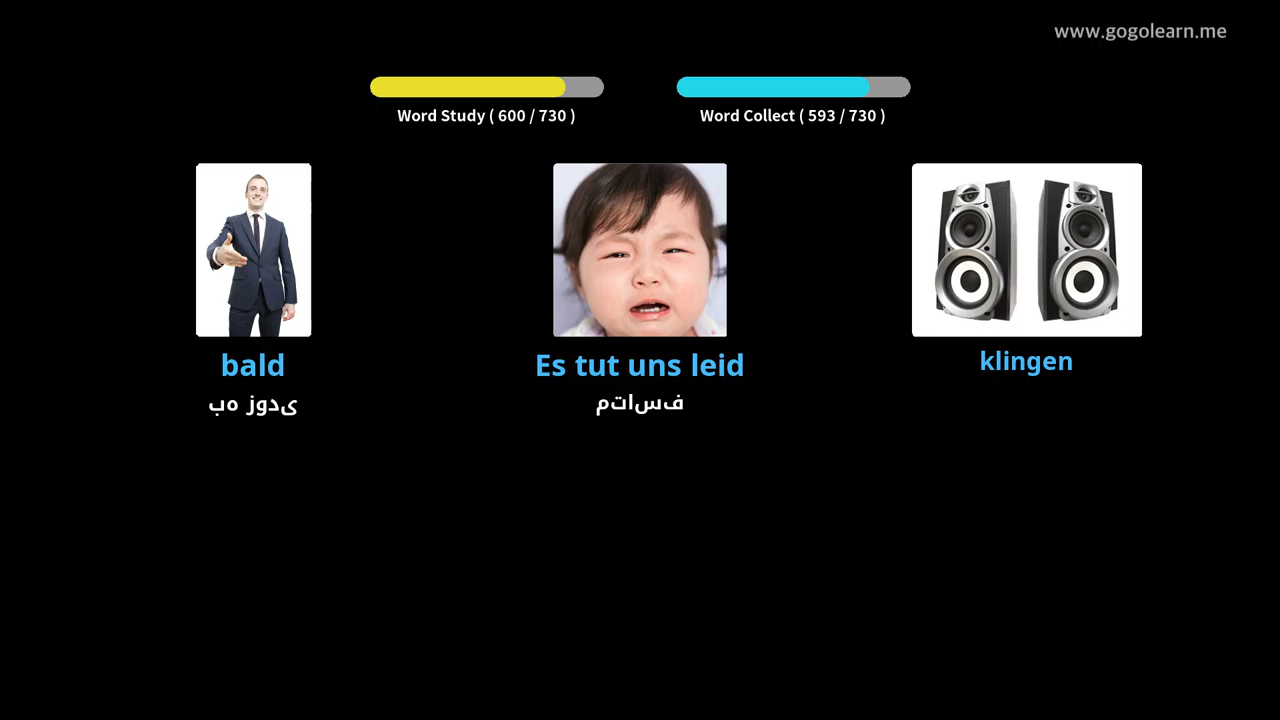 www.gogolearn.me
Word Study ( 600 / 730 )
Word Collect ( 593 / 730 )
bald
به زودی
Es tut uns leid
متاسف
klingen